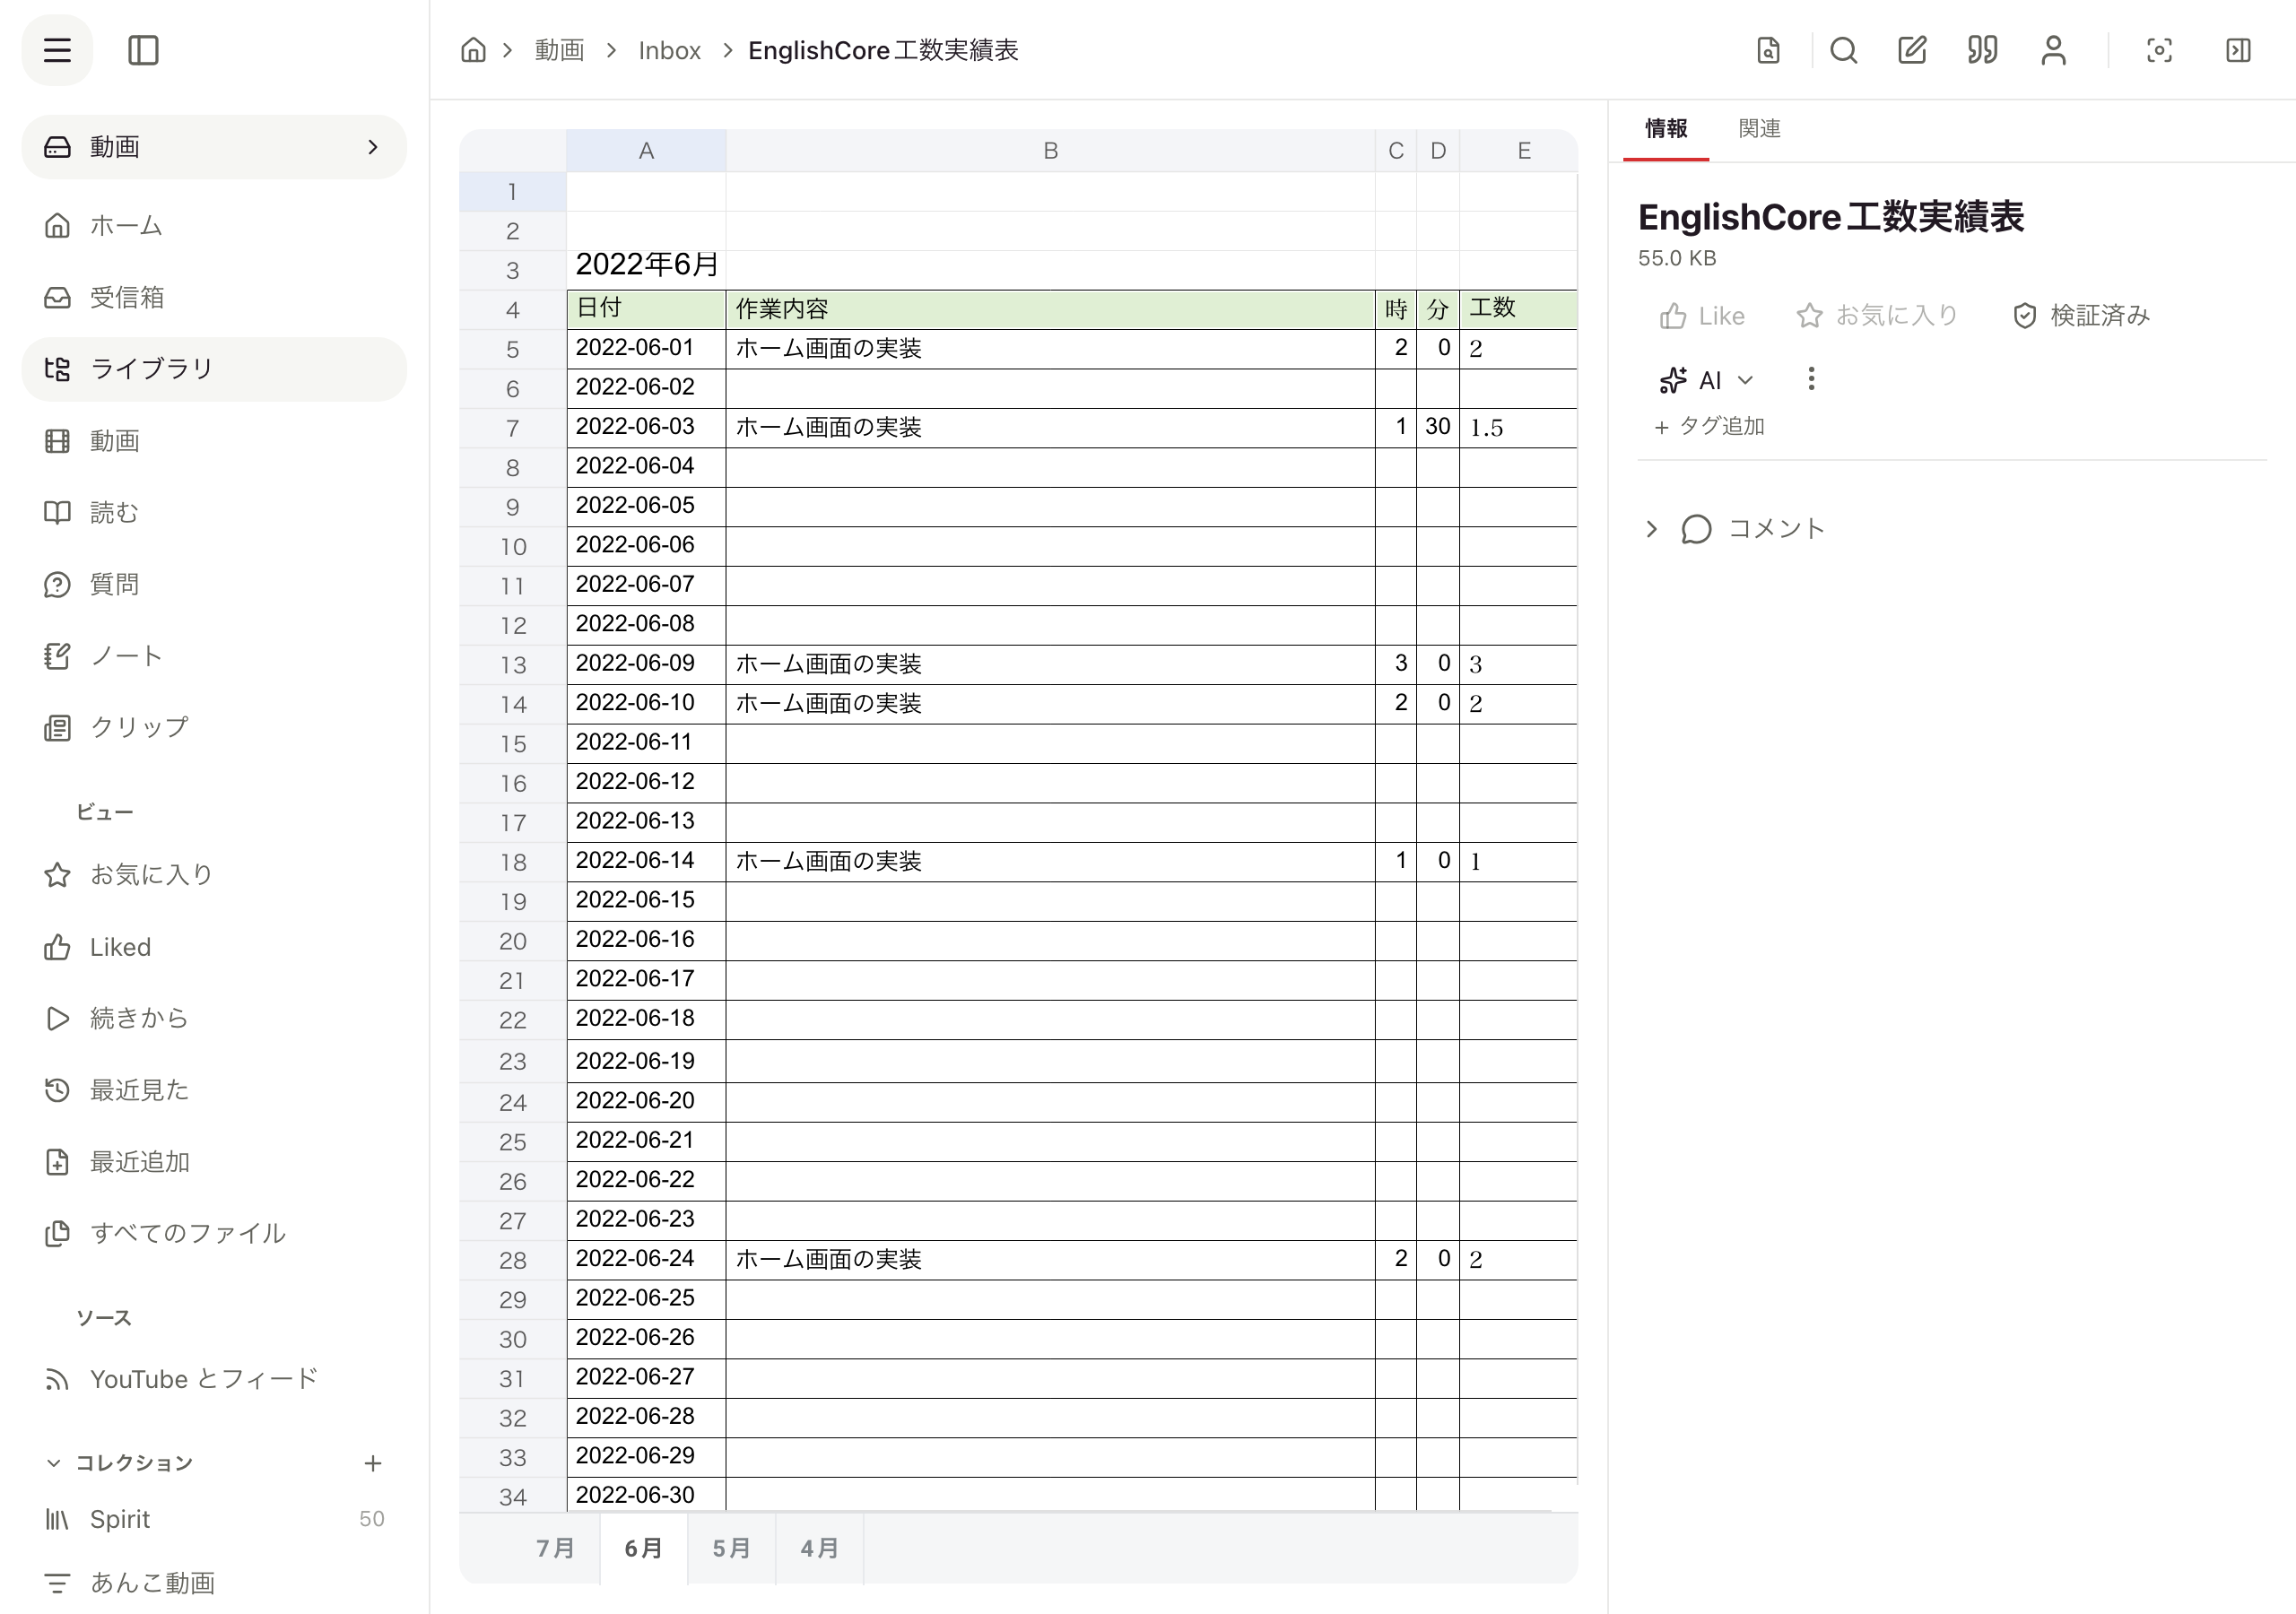 動画 Inbox EnglishCore工数実績表
動画
ホーム
受信箱
ライブラリ
動画
読む
質問
ノート
クリップ
ビュー
お気に入り
Liked
続きから
最近見た
最近追加
すべてのファイル
ソース
YouTube とフィード
コレクション
Spirit 50
あんこ動画
A B C D E
1
2
3 2022年6月
4 日付 作業内容 時 分 工数
5 2022-06-01 ホーム画面の実装 2 0 2
6 2022-06-02
7 2022-06-03 ホーム画面の実装 1 30 1.5
8 2022-06-04
9 2022-06-05
10 2022-06-06
11 2022-06-07
12 2022-06-08
13 2022-06-09 ホーム画面の実装 3 0 3
14 2022-06-10 ホーム画面の実装 2 0 2
15 2022-06-11
16 2022-06-12
17 2022-06-13
18 2022-06-14 ホーム画面の実装 1 0 1
19 2022-06-15
20 2022-06-16
21 2022-06-17
22 2022-06-18
23 2022-06-19
24 2022-06-20
25 2022-06-21
26 2022-06-22
27 2022-06-23
28 2022-06-24 ホーム画面の実装 2 0 2
29 2022-06-25
30 2022-06-26
31 2022-06-27
32 2022-06-28
33 2022-06-29
34 2022-06-30
7月 6月 5月 4月
情報 関連
EnglishCore工数実績表
55.0 KB
Like お気に入り 検証済み
AI
+ タグ追加
コメント